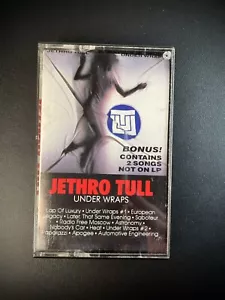 UNDER WRAPS
BONUS!
CONTAINS
2 SONGS
NOT ON LP
JETHRO TULL
UNDER WRAPS
Lap Of Luxury • Under Wraps #1 • European
Legacy • Later That Same Evening • Saboteur
• Radio Free Moscow • Astronomy •
Nobody's Car • Heat • Under Wraps #2 •
Paparazzi • Apogee • Automotive Engineering